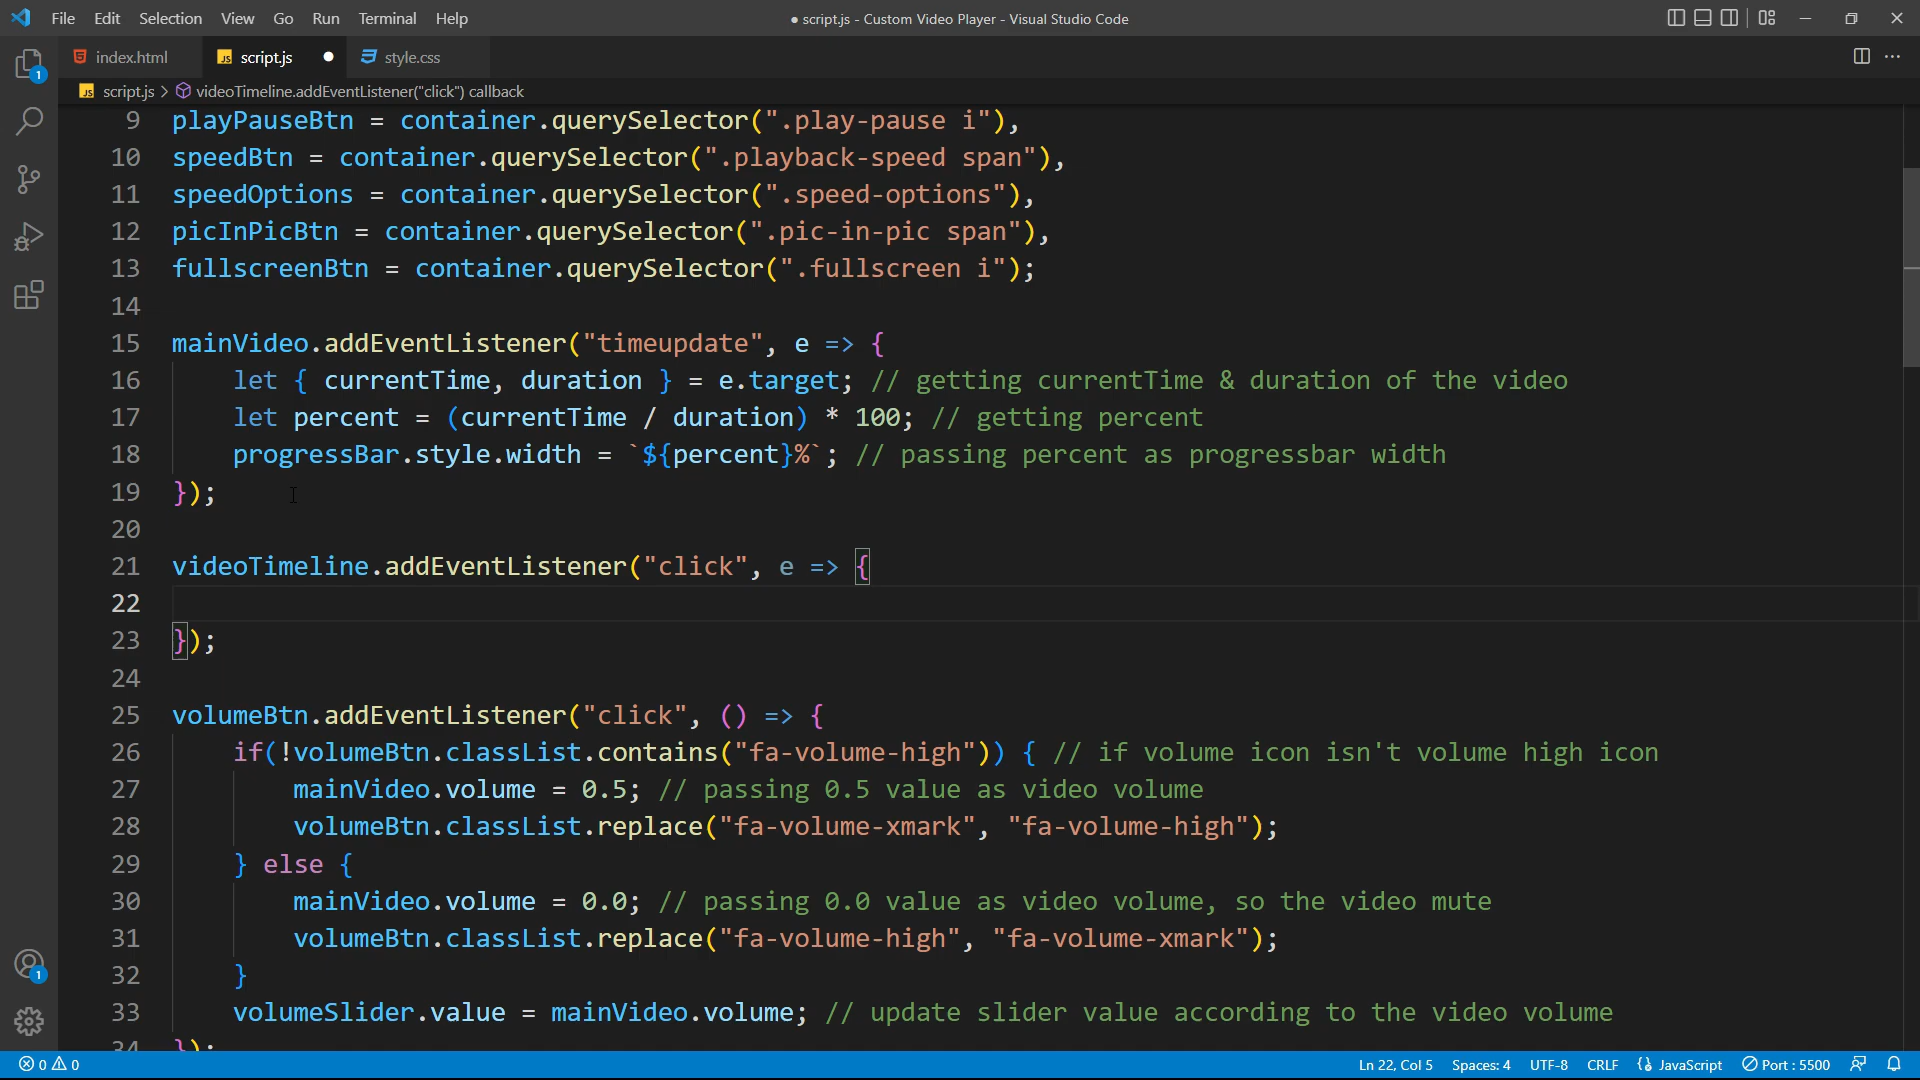 File Edit Selection View Go Run Terminal Help
● script.js - Custom Video Player - Visual Studio Code
index.html
JS script.js ●
style.css
JS script.js > videoTimeline.addEventListener("click") callback
9 playPauseBtn = container.querySelector(".play-pause i"),
10 speedBtn = container.querySelector(".playback-speed span"),
11 speedOptions = container.querySelector(".speed-options"),
12 picInPicBtn = container.querySelector(".pic-in-pic span"),
13 fullscreenBtn = container.querySelector(".fullscreen i");
14
15 mainVideo.addEventListener("timeupdate", e => {
16 let { currentTime, duration } = e.target; // getting currentTime & duration of the video
17 let percent = (currentTime / duration) * 100; // getting percent
18 progressBar.style.width = `${percent}%`; // passing percent as progressbar width
19 });
20
21 videoTimeline.addEventListener("click", e => {
22
23 });
24
25 volumeBtn.addEventListener("click", () => {
26 if(!volumeBtn.classList.contains("fa-volume-high")) { // if volume icon isn't volume high icon
27 mainVideo.volume = 0.5; // passing 0.5 value as video volume
28 volumeBtn.classList.replace("fa-volume-xmark", "fa-volume-high");
29 } else {
30 mainVideo.volume = 0.0; // passing 0.0 value as video volume, so the video mute
31 volumeBtn.classList.replace("fa-volume-high", "fa-volume-xmark");
32 }
33 volumeSlider.value = mainVideo.volume; // update slider value according to the video volume
34 });
1
1
0 0
Ln 22, Col 5 Spaces: 4 UTF-8 CRLF {} JavaScript Port : 5500